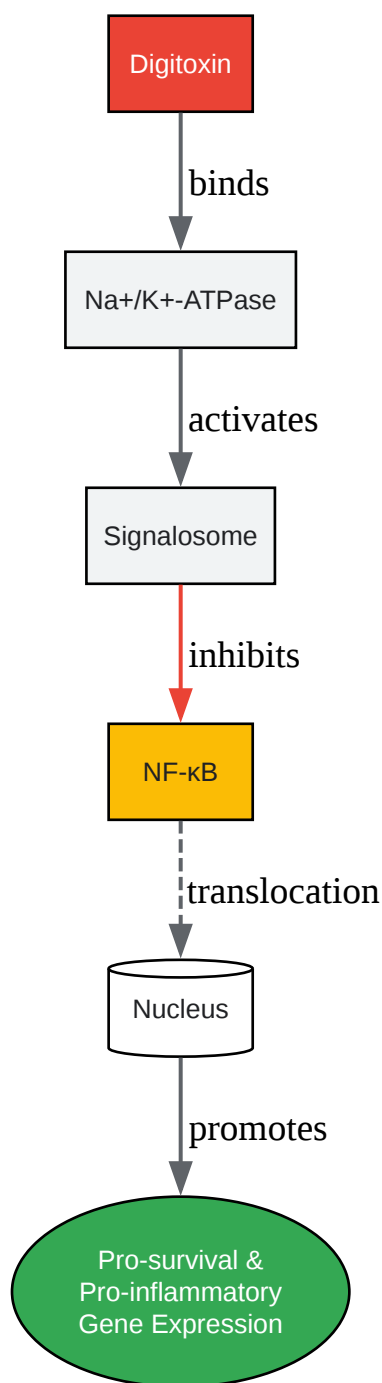 Digitoxin
binds
Na+/K+-ATPase
activates
Signalosome
inhibits
NF-κB
translocation
Nucleus
promotes
Pro-survival &
Pro-inflammatory
Gene Expression